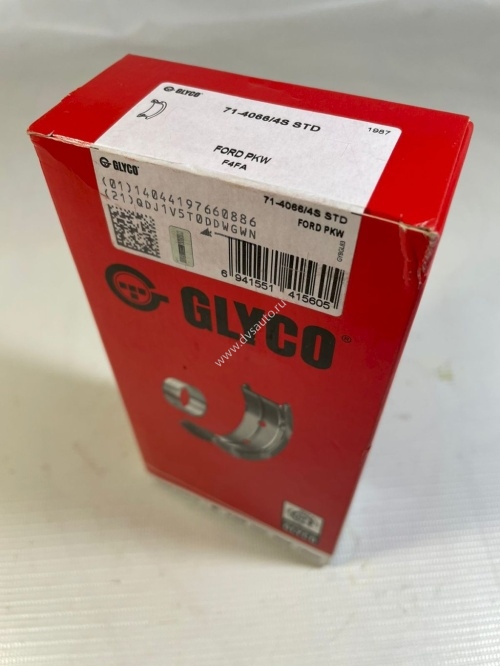 GLYCO
71-4066/4S STD
1987
FORD PKW
F4FA
GLYCO
71-4066/4S STD
FORD PKW
(01)14044197660886
(21)QDJ1V5T0DDWGWN
6 941551 415605
GLYCO®
www.dvsauto.ru